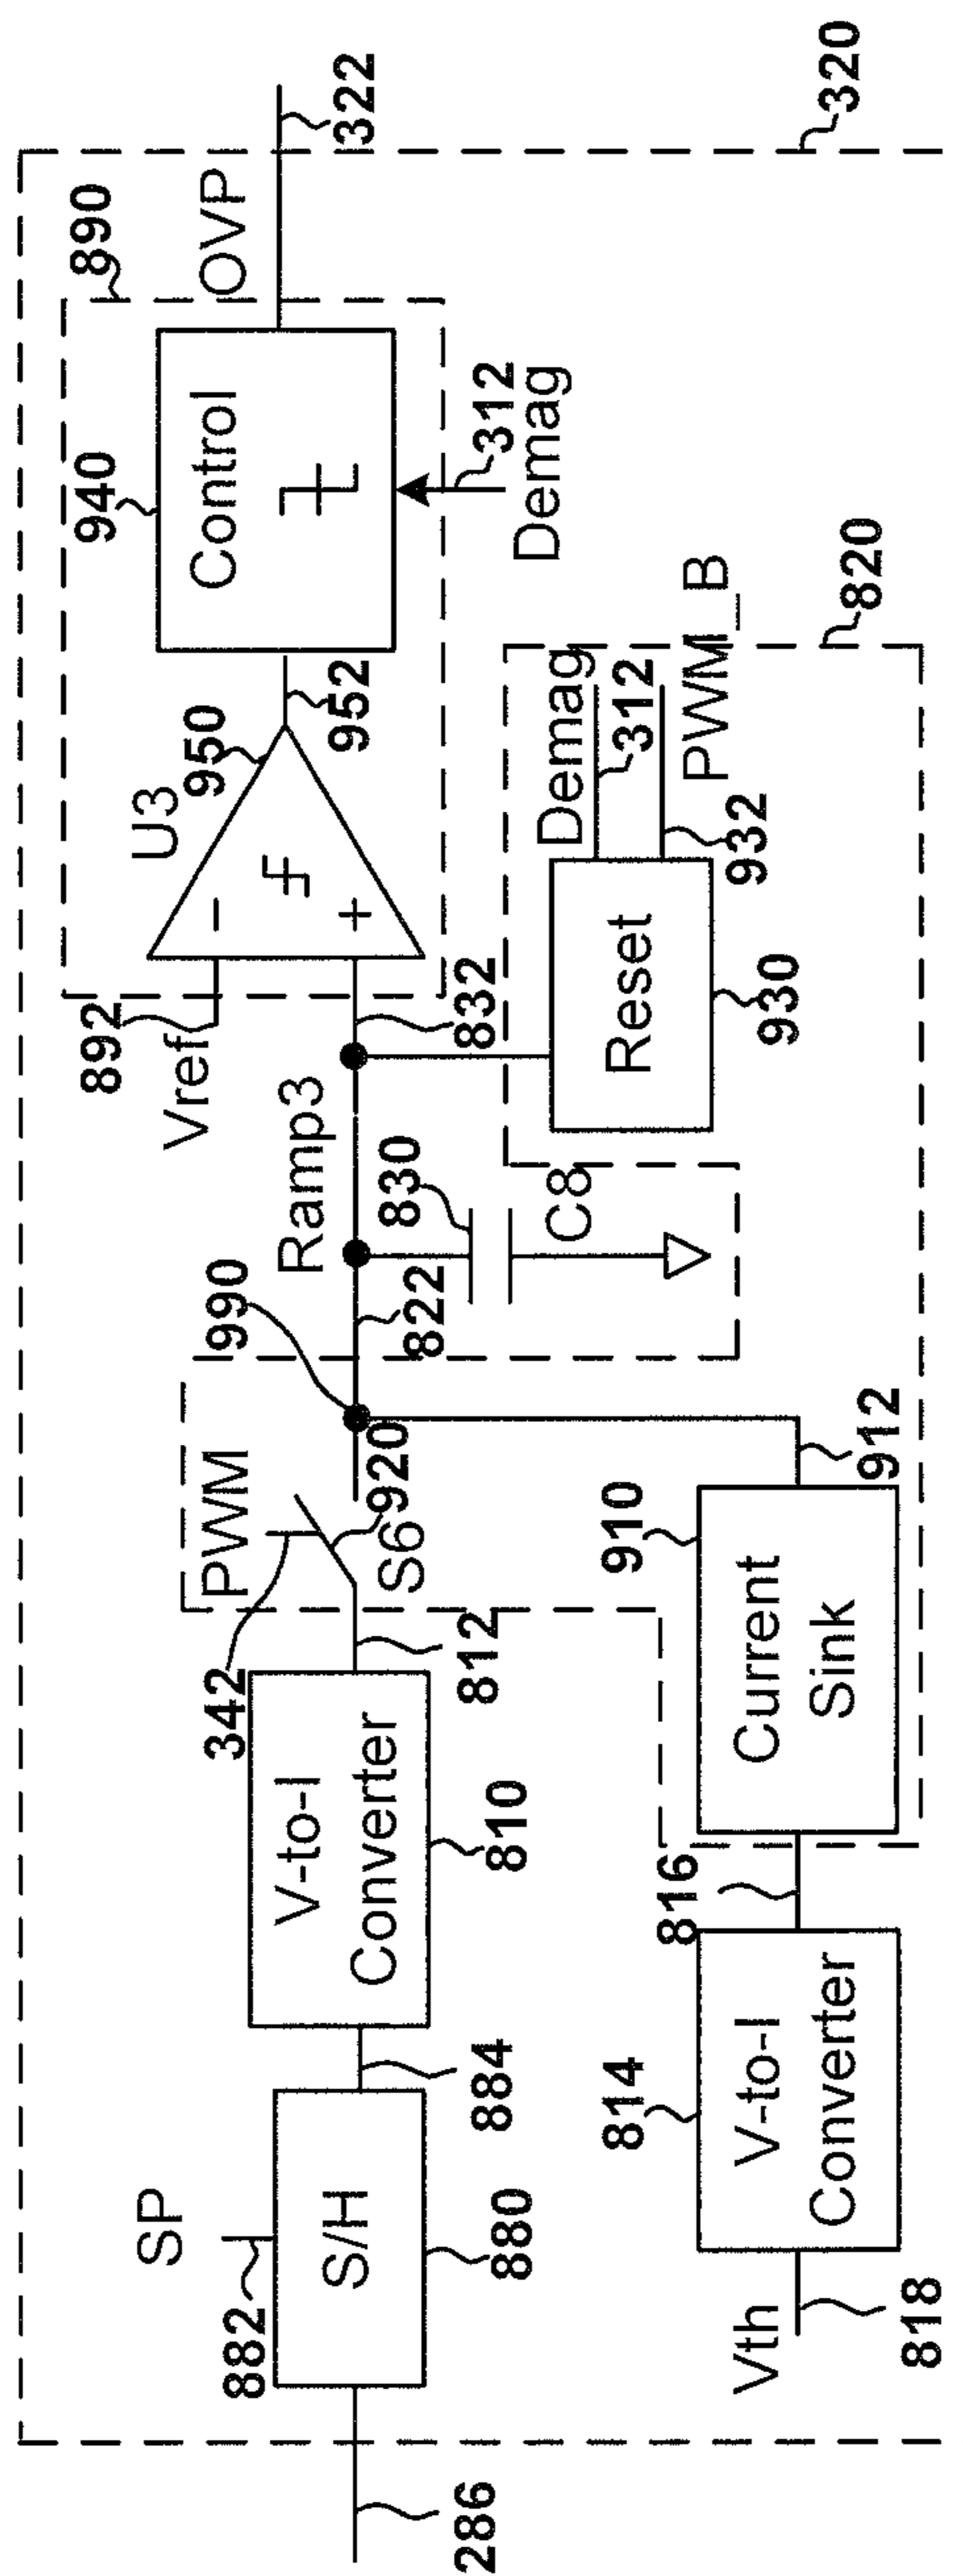 320
322
890
OVP
940
Control
312
Demag
U3
950
952
−
+
Vref
892
832
Ramp3
990
822
830
C8
Demag
312
PWM_B
932
820
Reset
930
PWM
342
920
S6
812
V-to-I
Converter
810
884
SP
882
S/H
880
286
910
912
Current
Sink
816
814
V-to-I
Converter
Vth
818